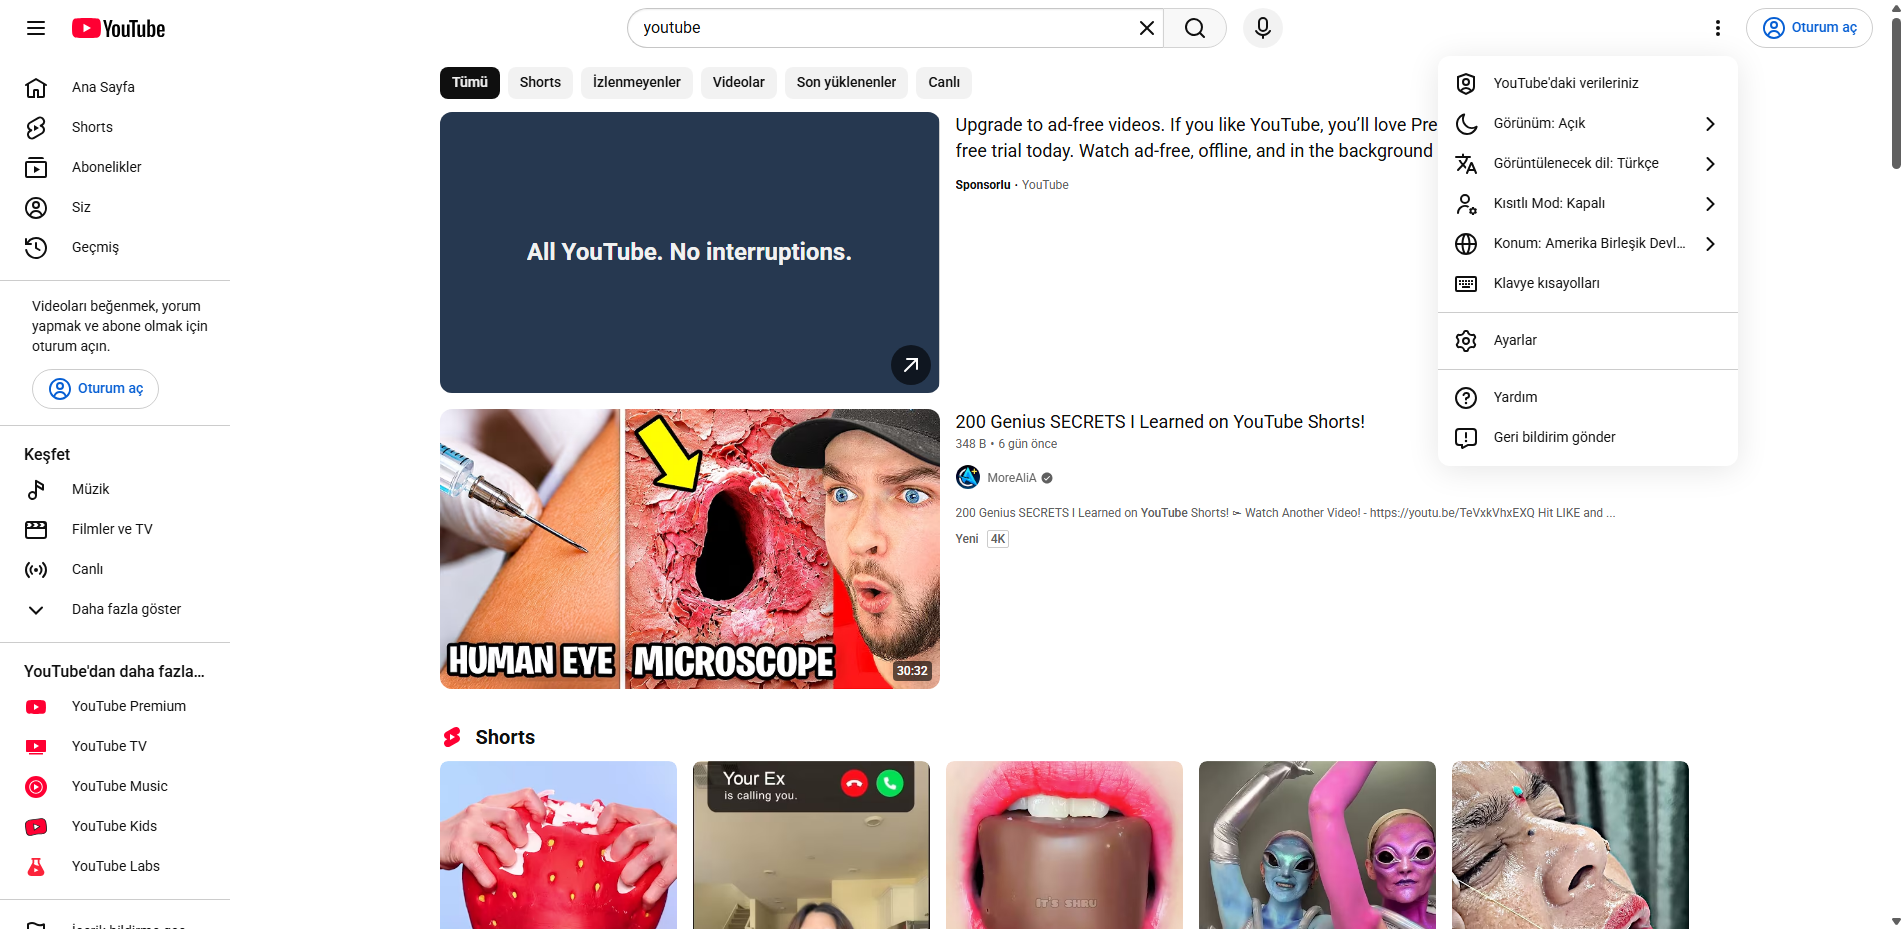 YouTube
youtube
Oturum aç
Ana Sayfa
Shorts
Abonelikler
Siz
Geçmiş
Videoları beğenmek, yorum
yapmak ve abone olmak için
oturum açın.
Oturum aç
Keşfet
Müzik
Filmler ve TV
Canlı
Daha fazla göster
YouTube'dan daha fazla...
YouTube Premium
YouTube TV
YouTube Music
YouTube Kids
YouTube Labs
Tümü
Shorts
İzlenmeyenler
Videolar
Son yüklenenler
Canlı
All YouTube. No interruptions.
Upgrade to ad-free videos. If you like YouTube, you'll love Pre
free trial today. Watch ad-free, offline, and in the background
Sponsorlu · YouTube
YouTube'daki verileriniz
Görünüm: Açık
Görüntülenecek dil: Türkçe
Kısıtlı Mod: Kapalı
Konum: Amerika Birleşik Devl...
Klavye kısayolları
Ayarlar
Yardım
Geri bildirim gönder
HUMAN EYE
MICROSCOPE
30:32
200 Genius SECRETS I Learned on YouTube Shorts!
348 B • 6 gün önce
MoreAliA
200 Genius SECRETS I Learned on YouTube Shorts! ➣ Watch Another Video! - https://youtu.be/TeVxkVhxEXQ Hit LIKE and ...
Yeni
4K
Shorts
Your Ex
is calling you.
IT'S SHRU